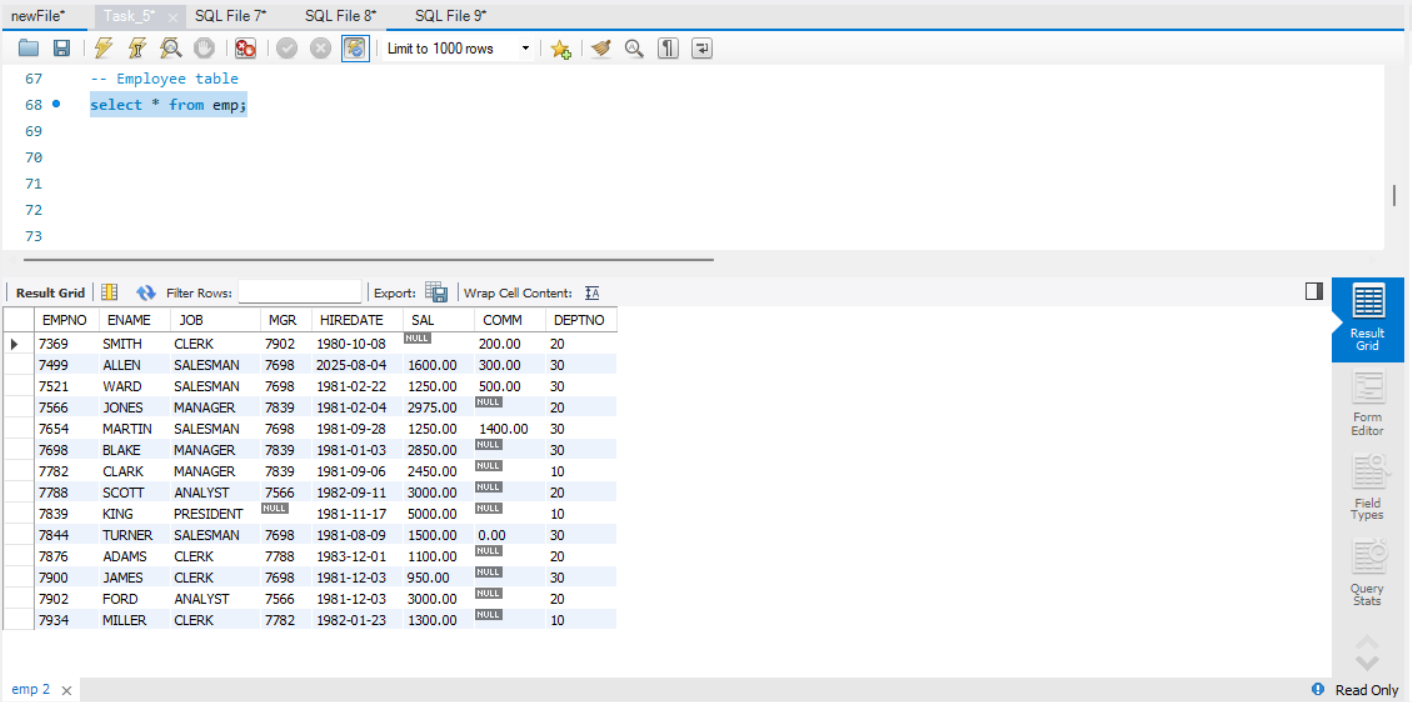 newFile* Task_5* SQL File 7* SQL File 8* SQL File 9*
Limit to 1000 rows
67 -- Employee table
68 select * from emp;
69
70
71
72
73
Result Grid Filter Rows: Export: Wrap Cell Content: IA
EMPNO ENAME JOB MGR HIREDATE SAL COMM DEPTNO
7369 SMITH CLERK 7902 1980-10-08 NULL 200.00 20
7499 ALLEN SALESMAN 7698 2025-08-04 1600.00 300.00 30
7521 WARD SALESMAN 7698 1981-02-22 1250.00 500.00 30
7566 JONES MANAGER 7839 1981-02-04 2975.00 NULL 20
7654 MARTIN SALESMAN 7698 1981-09-28 1250.00 1400.00 30
7698 BLAKE MANAGER 7839 1981-01-03 2850.00 NULL 30
7782 CLARK MANAGER 7839 1981-09-06 2450.00 NULL 10
7788 SCOTT ANALYST 7566 1982-09-11 3000.00 NULL 20
7839 KING PRESIDENT NULL 1981-11-17 5000.00 NULL 10
7844 TURNER SALESMAN 7698 1981-08-09 1500.00 0.00 30
7876 ADAMS CLERK 7788 1983-12-01 1100.00 NULL 20
7900 JAMES CLERK 7698 1981-12-03 950.00 NULL 30
7902 FORD ANALYST 7566 1981-12-03 3000.00 NULL 20
7934 MILLER CLERK 7782 1982-01-23 1300.00 NULL 10
Result
Grid
Form
Editor
Field
Types
Query
Stats
emp 2
Read Only